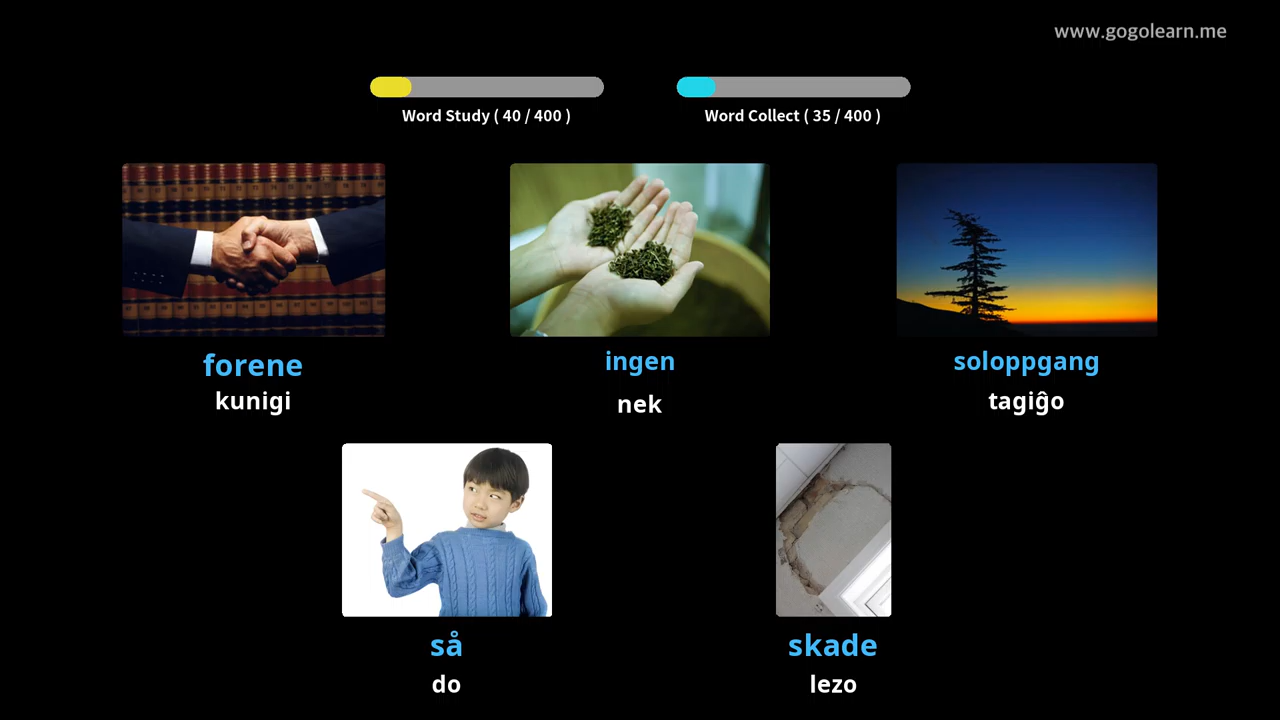 www.gogolearn.me
Word Study ( 40 / 400 )
Word Collect ( 35 / 400 )
forene
kunigi
ingen
nek
soloppgang
tagiĝo
så
do
skade
lezo